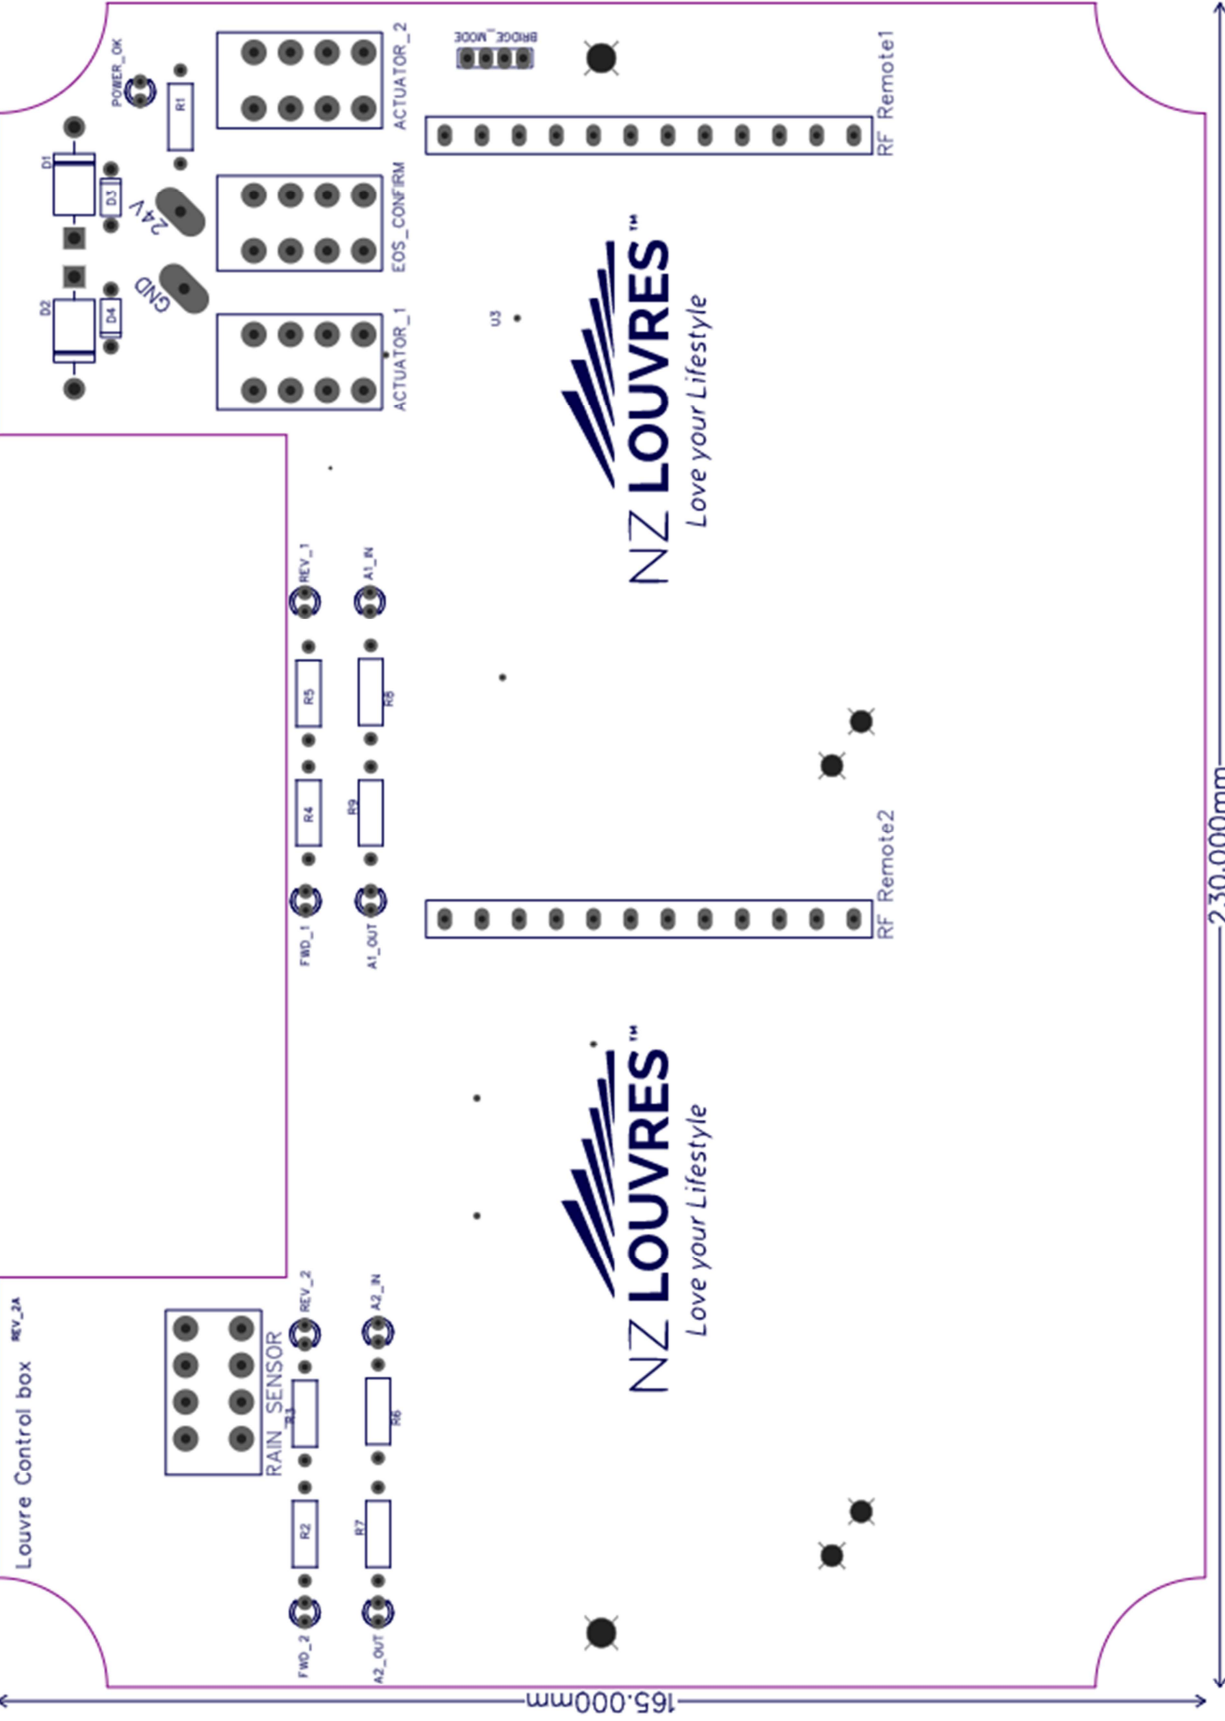 POWER_OK
R1
ACTUATOR_2
BRIDGE_MODE
RF Remote1
D1
D3
24V
EOS_CONFIRM
GND
D2
D4
ACTUATOR_1
U3
NZ LOUVRES™
Love your Lifestyle
REV_1
A1_IN
R5
R8
R4
R9
FWD_1
A1_OUT
RF Remote2
230.000mm
NZ LOUVRES™
Love your Lifestyle
REV_2A
Louvre Control box
RAIN_SENSOR
REV_2
A2_IN
R3
R6
R2
R7
FWD_2
A2_OUT
165.000mm